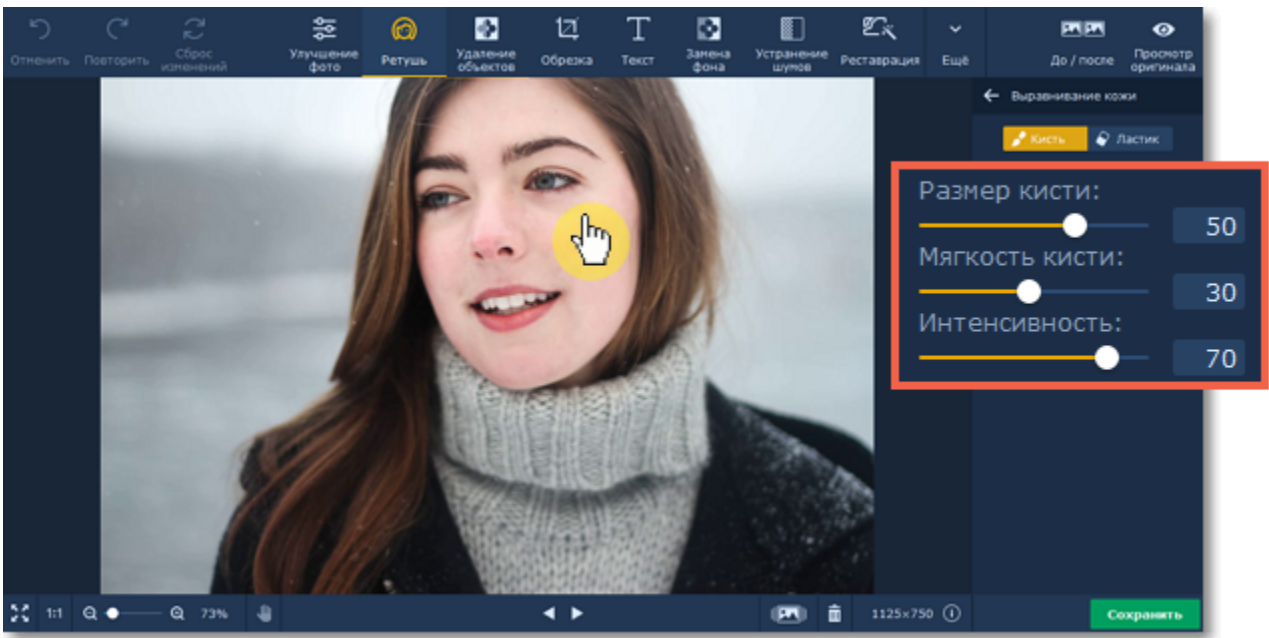 Отменить
Повторить
Сброс
изменений
Улучшение
фото
Ретушь
Удаление
объектов
Обрезка
Текст
Замена
фона
Устранение
шумов
Реставрация
Ещё
До / после
Просмотр
оригинала
Выравнивание кожи
Кисть
Ластик
Размер кисти:
50
Мягкость кисти:
30
Интенсивность:
70
1:1
73%
1125×750
Сохранить